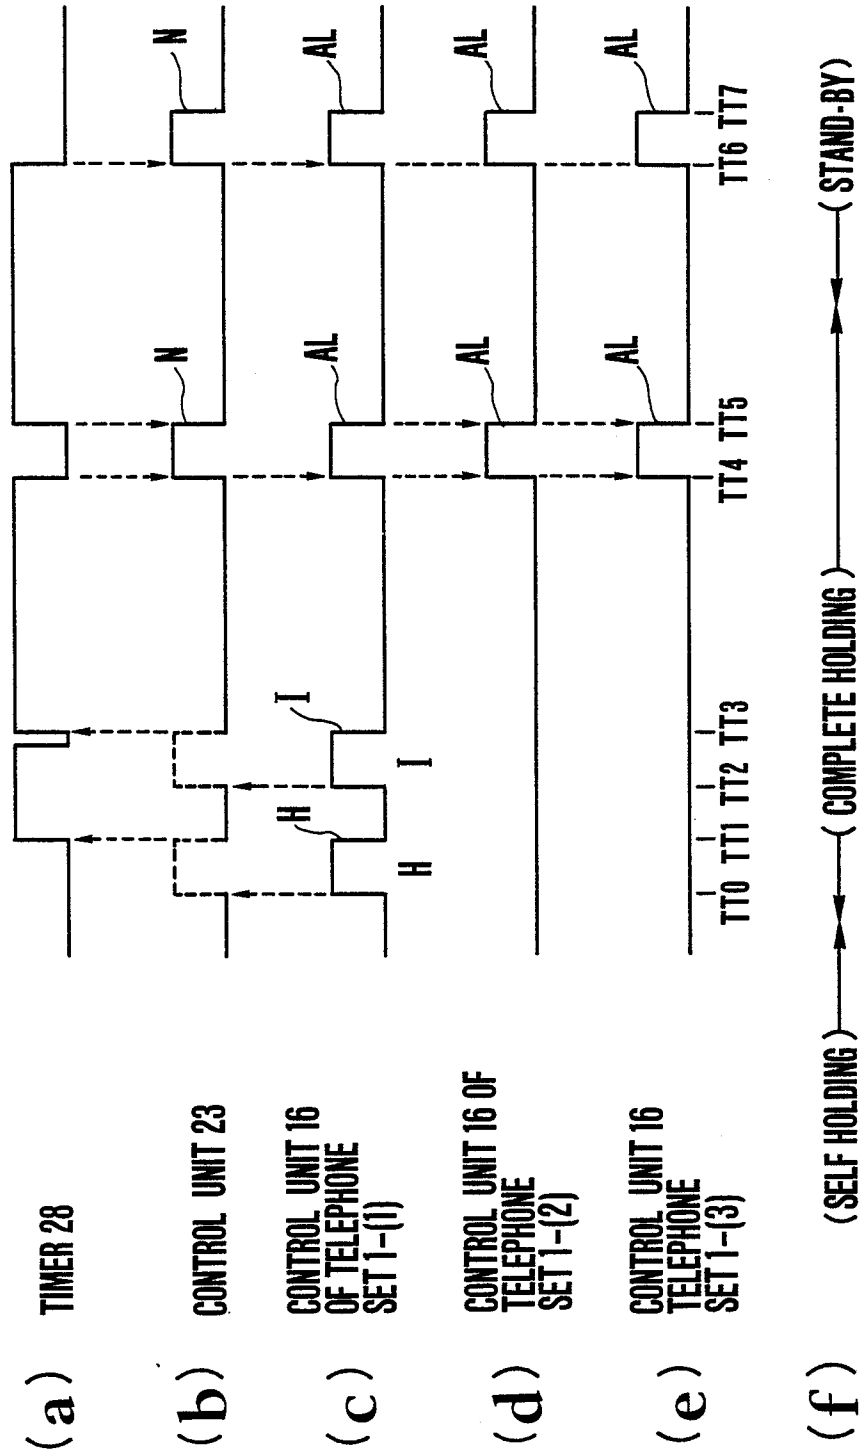 (a) TIMER 28
(b) CONTROL UNIT 23
N
N
(c) CONTROL UNIT 16
OF TELEPHONE
SET 1-(1)
H
H
I
I
AL
AL
(d) CONTROL UNIT 16 OF
TELEPHONE
SET 1-(2)
AL
AL
(e) CONTROL UNIT 16
TELEPHONE
SET 1-(3)
AL
AL
TT0 TT1 TT2 TT3 TT4 TT5 TT6 TT7
(f) (SELF HOLDING) (COMPLETE HOLDING) (STAND-BY)